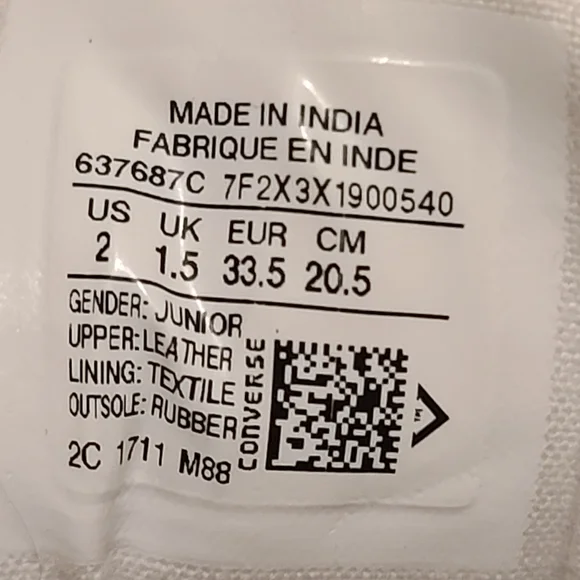 MADE IN INDIA
FABRIQUE EN INDE
637687C 7F2X3X1900540
US UK EUR CM
2 1.5 33.5 20.5
GENDER: JUNIOR
UPPER:LEATHER
LINING: TEXTILE
OUTSOLE: RUBBER
CONVERSE
2C 1711 M88